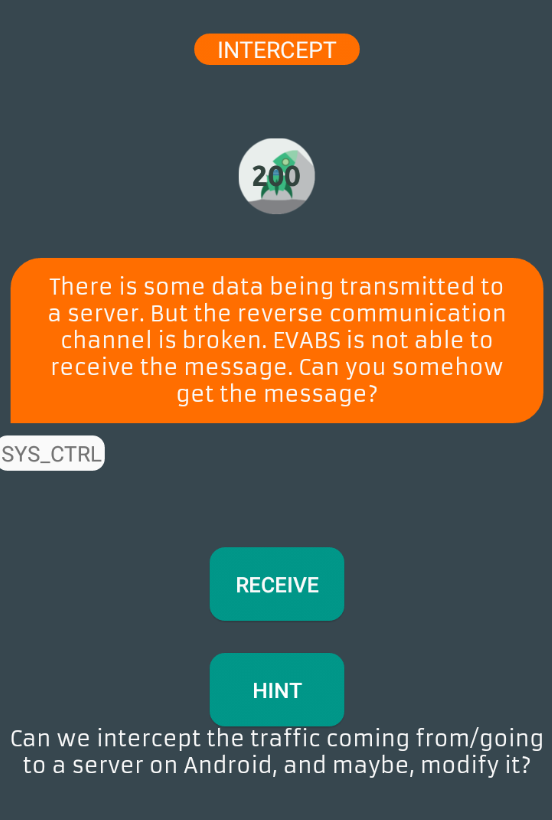 INTERCEPT
200
There is some data being transmitted to
a server. But the reverse communication
channel is broken. EVABS is not able to
receive the message. Can you somehow
get the message?
SYS_CTRL
RECEIVE
HINT
Can we intercept the traffic coming from/going
to a server on Android, and maybe, modify it?